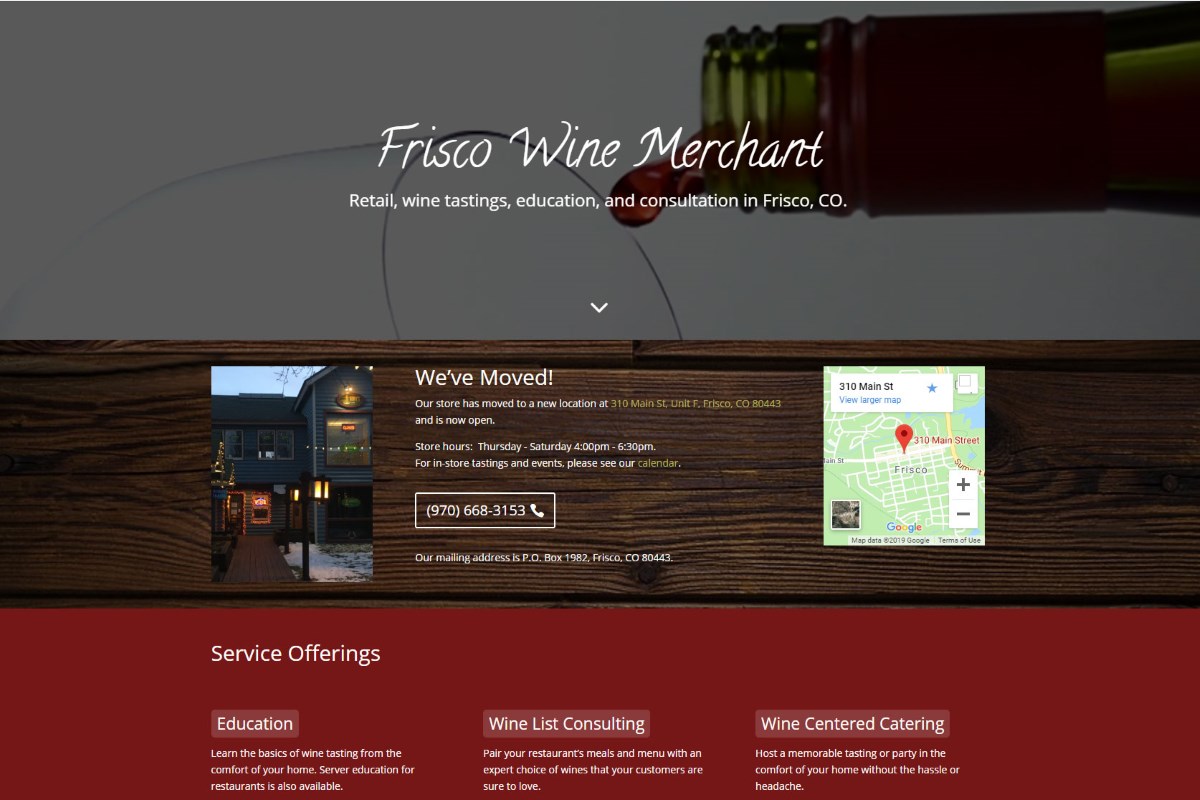 Frisco Wine Merchant
Retail, wine tastings, education, and consultation in Frisco, CO.
We've Moved!
Our store has moved to a new location at 310 Main St, Unit F, Frisco, CO 80443
and is now open.
Store hours:  Thursday - Saturday 4:00pm - 6:30pm.
For in-store tastings and events, please see our calendar.
(970) 668-3153
Our mailing address is P.O. Box 1982, Frisco, CO 80443.
310 Main St
View larger map
310 Main Street
Frisco
Google
Map data ©2019 Google
Terms of Use
Service Offerings
Education
Learn the basics of wine tasting from the
comfort of your home. Server education for
restaurants is also available.
Wine List Consulting
Pair your restaurant's meals and menu with an
expert choice of wines that your customers are
sure to love.
Wine Centered Catering
Host a memorable tasting or party in the
comfort of your home without the hassle or
headache.